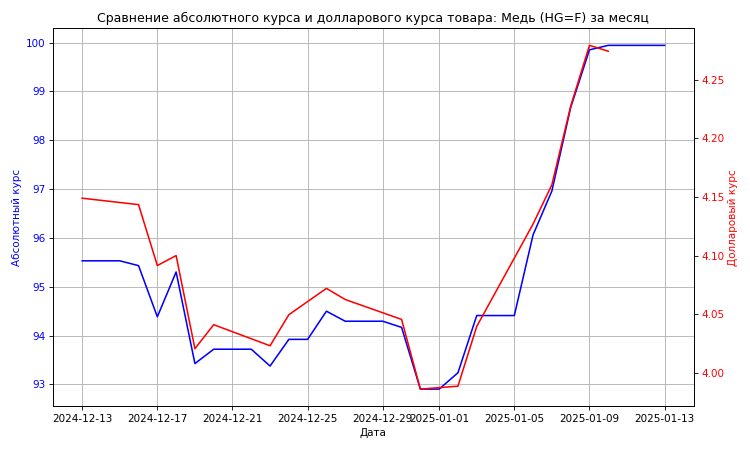 Сравнение абсолютного курса и долларового курса товара: Медь (HG=F) за месяц
100
99
98
97
96
95
94
93
Абсолютный курс
4.25
4.20
4.15
4.10
4.05
4.00
Долларовый курс
2024-12-13 2024-12-17 2024-12-21 2024-12-25 2024-12-29 2025-01-01 2025-01-05 2025-01-09 2025-01-13
Дата